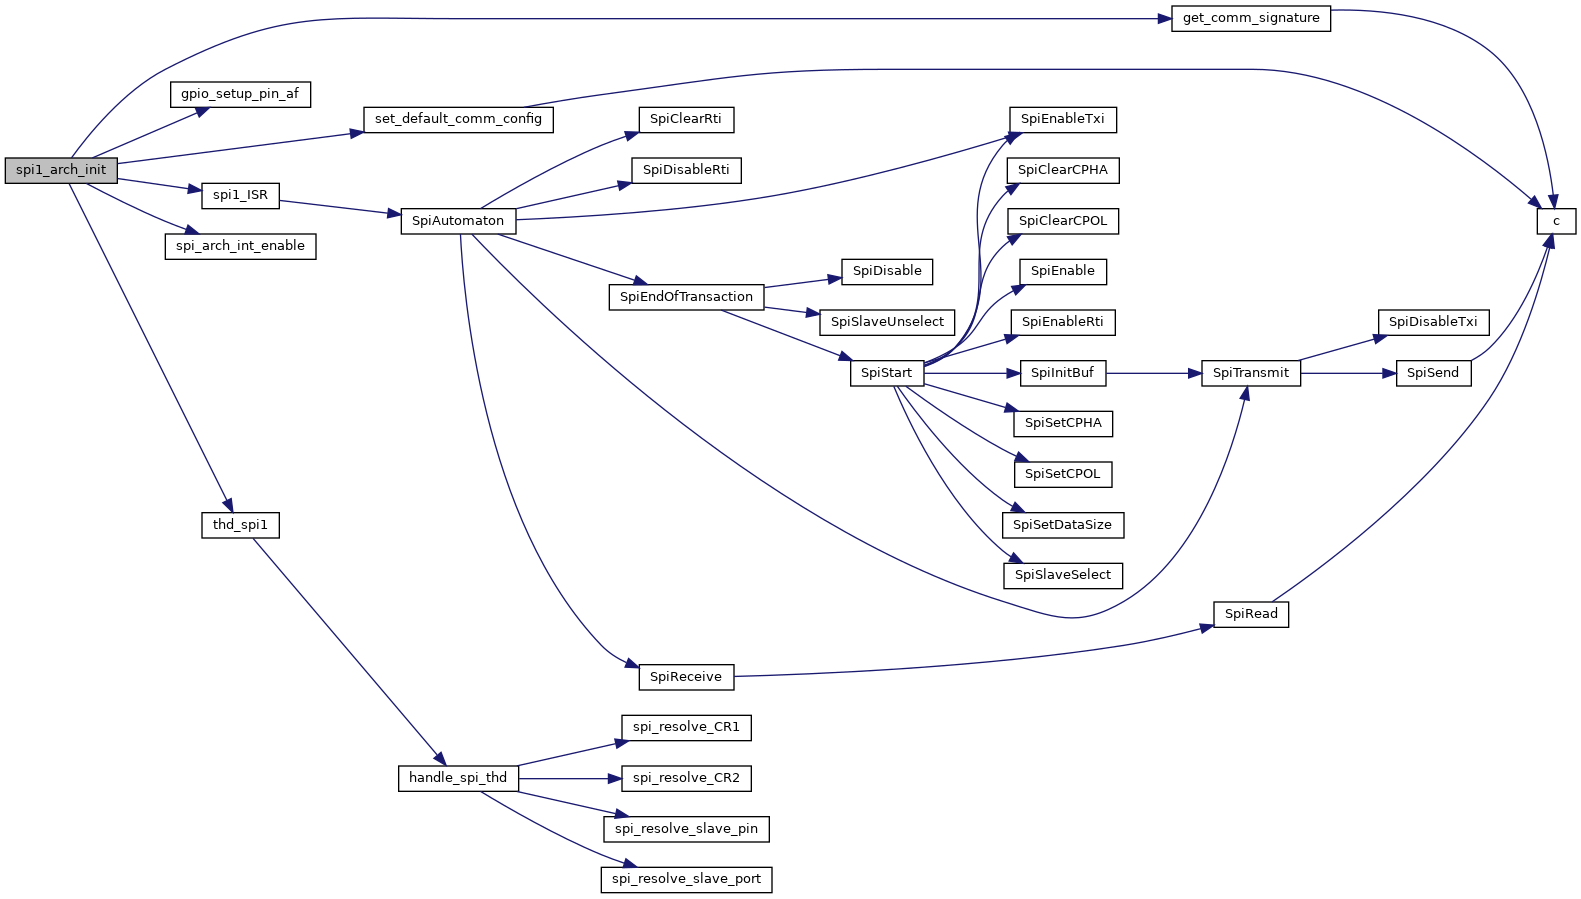 get_comm_signature
gpio_setup_pin_af
set_default_comm_config
SpiClearRti
SpiEnableTxi
spi1_arch_init
SpiDisableRti
SpiClearCPHA
spi1_ISR
SpiAutomaton
SpiClearCPOL
c
spi_arch_int_enable
SpiDisable
SpiEnable
SpiEndOfTransaction
SpiSlaveUnselect
SpiEnableRti
SpiDisableTxi
SpiStart
SpiInitBuf
SpiTransmit
SpiSend
SpiSetCPHA
SpiSetCPOL
thd_spi1
SpiSetDataSize
SpiSlaveSelect
SpiRead
SpiReceive
spi_resolve_CR1
handle_spi_thd
spi_resolve_CR2
spi_resolve_slave_pin
spi_resolve_slave_port